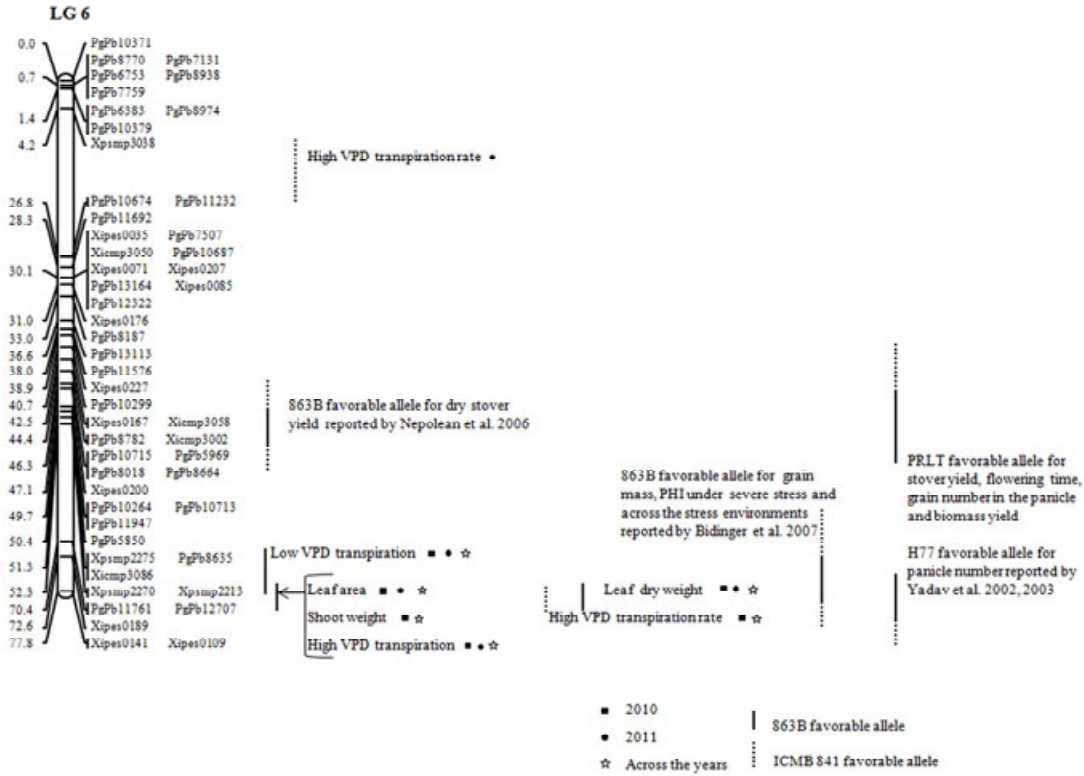 LG 6
0.0 PgPb10371
PgPb8770 PgPb7131
0.7 PgPb6753 PgPb8938
PgPb7759
PgPb6383 PgPb8974
1.4 PgPb10379
4.2 Xpsmp3038
High VPD transpiration rate
26.8 PgPb10674 PgPb11232
28.3 PgPb11692
Xipes0035 PgPb7507
Xicmp3050 PgPb10687
30.1 Xipes0071 Xipes0207
PgPb13164 Xipes0085
PgPb12322
31.0 Xipes0176
33.0 PgPb8187
36.6 PgPb13113
38.0 PgPb11576
38.9 Xipes0227
40.7 PgPb10299
42.5 Xipes0167 Xicmp3058
44.4 PgPb8782 Xicmp3002
PgPb10715 PgPb5969
46.3 PgPb8018 PgPb8664
47.1 Xipes0200
PgPb10264 PgPb10713
49.7 PgPb11947
50.4 PgPb5850
Xpsmp2275 PgPb8635
51.3 Xicmp3086
52.3 Xpsmp2270 Xpsmp2213
70.4 PgPb11761 PgPb12707
72.6 Xipes0189
77.8 Xipes0141 Xipes0109
863B favorable allele for dry stover
yield reported by Nepolean et al. 2006
863B favorable allele for grain
mass, PHI under severe stress and
across the stress environments
reported by Bidinger et al. 2007
PRLT favorable allele for
stover yield, flowering time,
grain number in the panicle
and biomass yield
H77 favorable allele for
panicle number reported by
Yadav et al. 2002, 2003
Low VPD transpiration
Leaf area
Shoot weight
High VPD transpiration
Leaf dry weight
High VPD transpiration rate
2010
2011
Across the years
863B favorable allele
ICMB 841 favorable allele